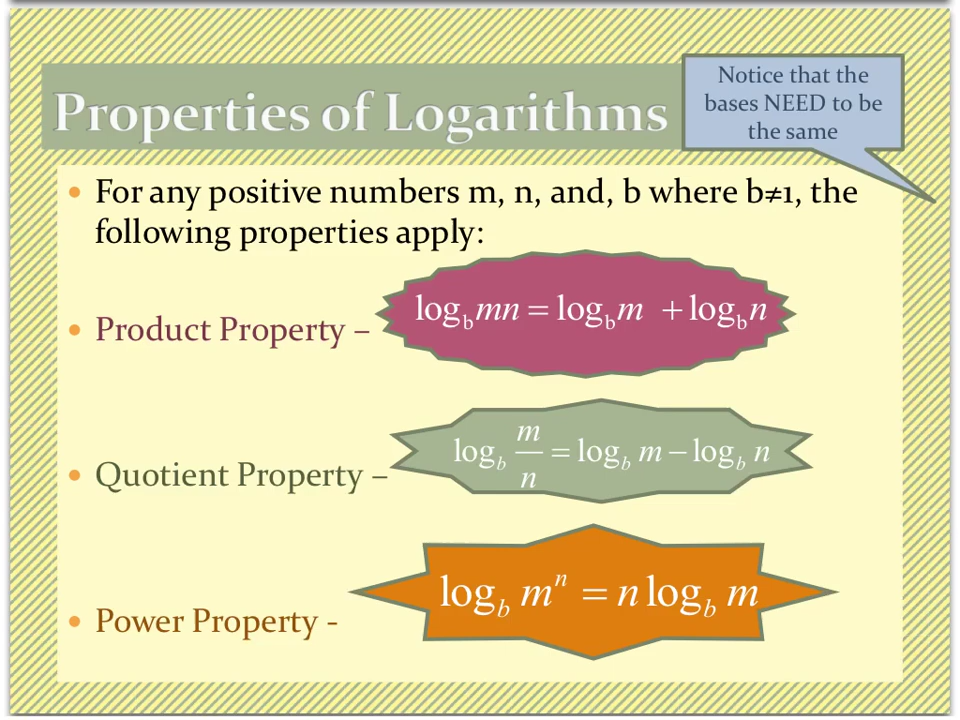 Properties of Logarithms
Notice that the
bases NEED to be
the same
• For any positive numbers m, n, and, b where b≠1, the
following properties apply:
• Product Property –
log_b mn = log_b m + log_b n
• Quotient Property –
log_b m/n = log_b m − log_b n
• Power Property -
log_b m^n = n log_b m